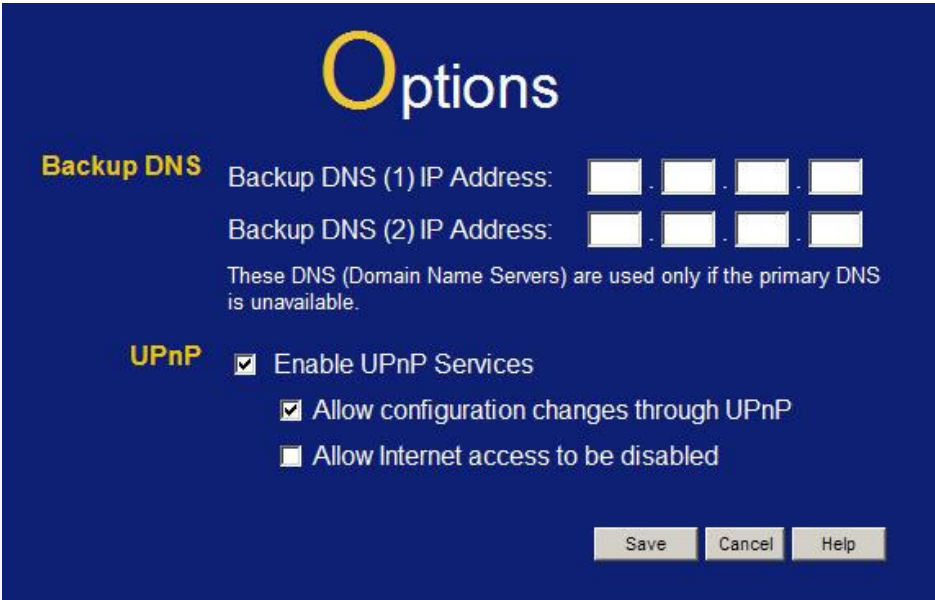 Options
Backup DNS
Backup DNS (1) IP Address: . . .
Backup DNS (2) IP Address: . . .
These DNS (Domain Name Servers) are used only if the primary DNS
is unavailable.
UPnP
Enable UPnP Services
Allow configuration changes through UPnP
Allow Internet access to be disabled
Save Cancel Help